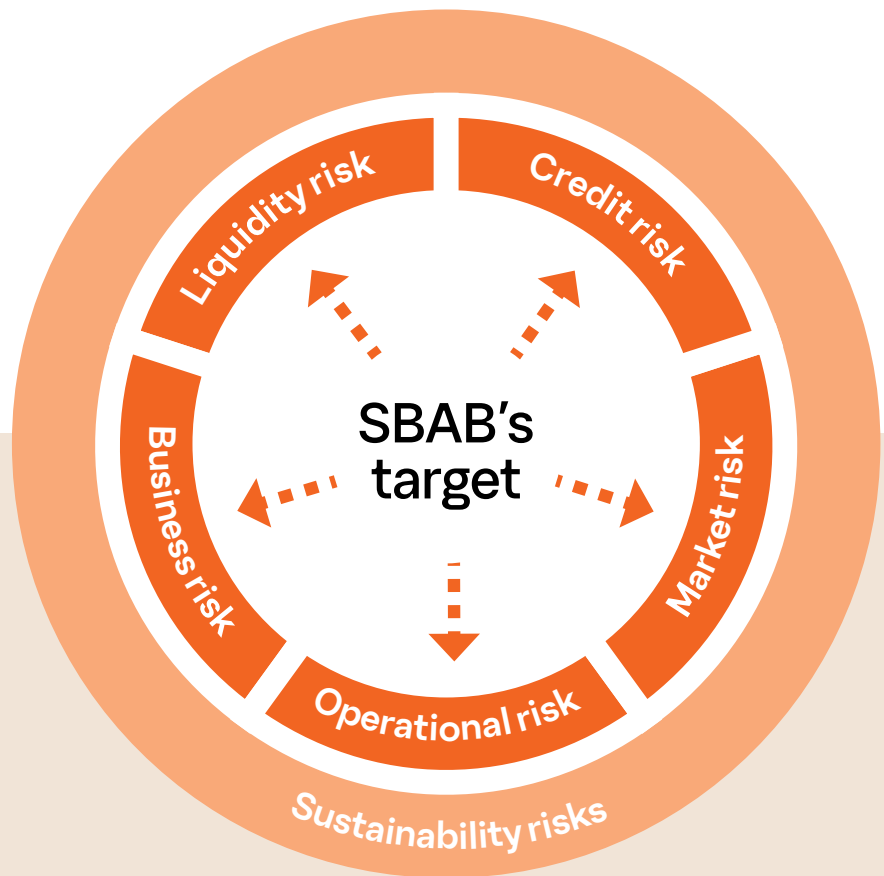 Liquidity risk
Credit risk
SBAB’s
target
Business risk
Market risk
Operational risk
Sustainability risks